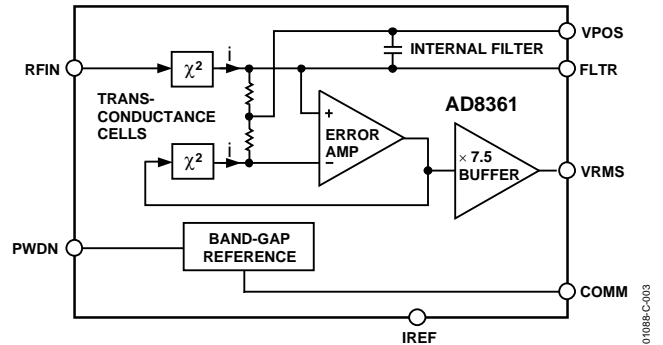 VPOS
INTERNAL FILTER
RFIN
χ²
i
FLTR
TRANS-
CONDUCTANCE
CELLS
AD8361
+
ERROR
AMP
−
χ²
i
× 7.5
BUFFER
VRMS
PWDN
BAND-GAP
REFERENCE
COMM
IREF
01088-C-003